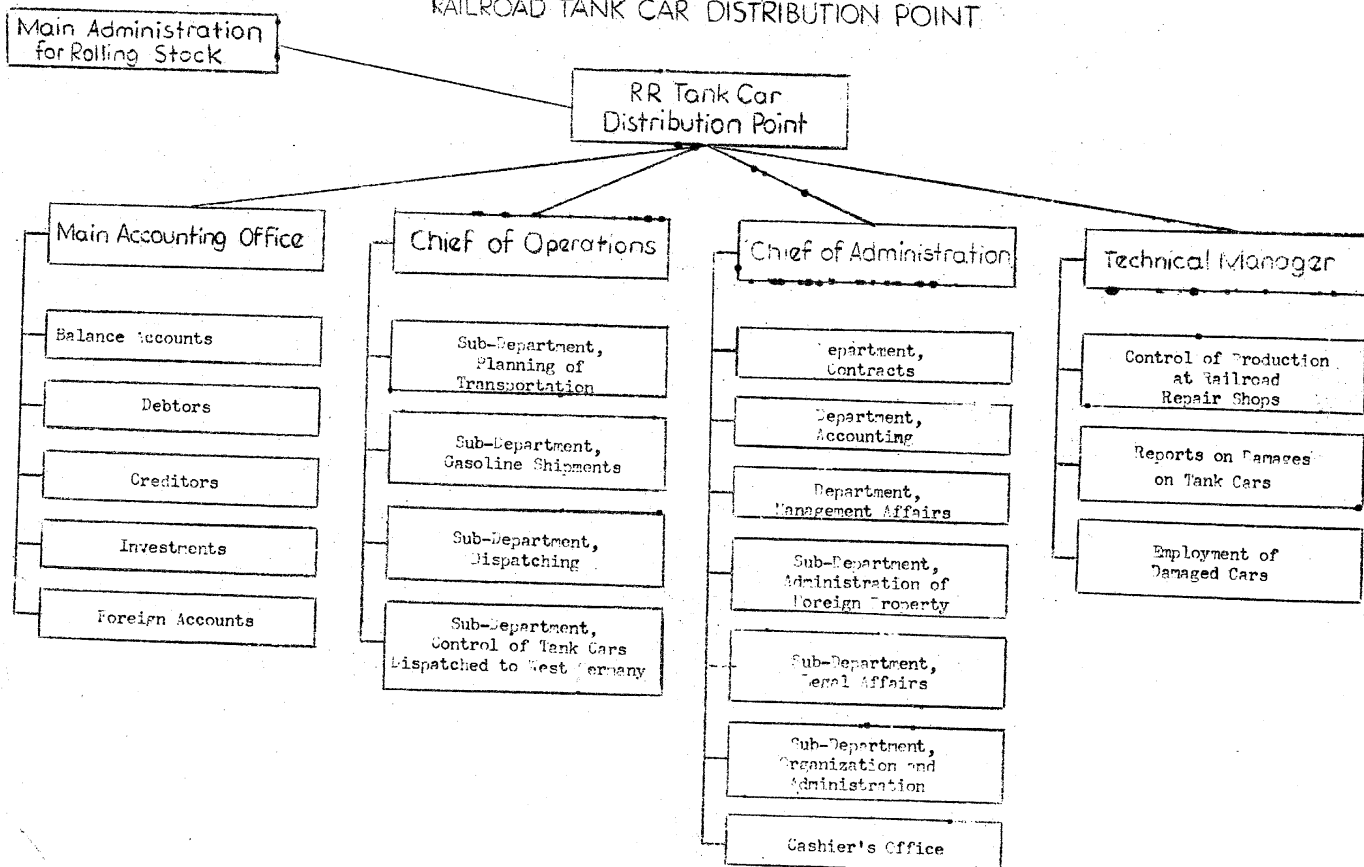 RAILROAD TANK CAR DISTRIBUTION POINT
Main Administration
for Rolling Stock
RR Tank Car
Distribution Point
Main Accounting Office
Balance Accounts
Debtors
Creditors
Investments
Foreign Accounts
Chief of Operations
Sub-Department,
Planning of
Transportation
Sub-Department,
Gasoline Shipments
Sub-Department,
Dispatching
Sub-Department,
Control of Tank Cars
Dispatched to West Germany
Chief of Administration
Department,
Contracts
Department,
Accounting
Department,
Management Affairs
Sub-Department,
Administration of
Foreign Property
Sub-Department,
Legal Affairs
Sub-Department,
Organization and
Administration
Cashier's Office
Technical Manager
Control of Production
at Railroad
Repair Shops
Reports on Damages
on Tank Cars
Employment of
Damaged Cars